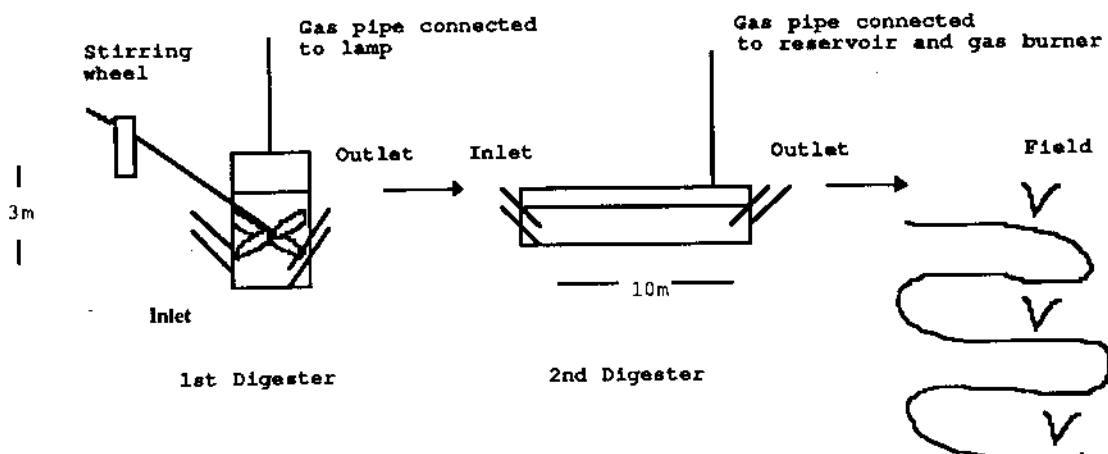 Gas pipe connected
to lamp
Gas pipe connected
to reservoir and gas burner
Stirring
wheel
Outlet
Inlet
Outlet
Field
3m
10m
Inlet
1st Digester
2nd Digester